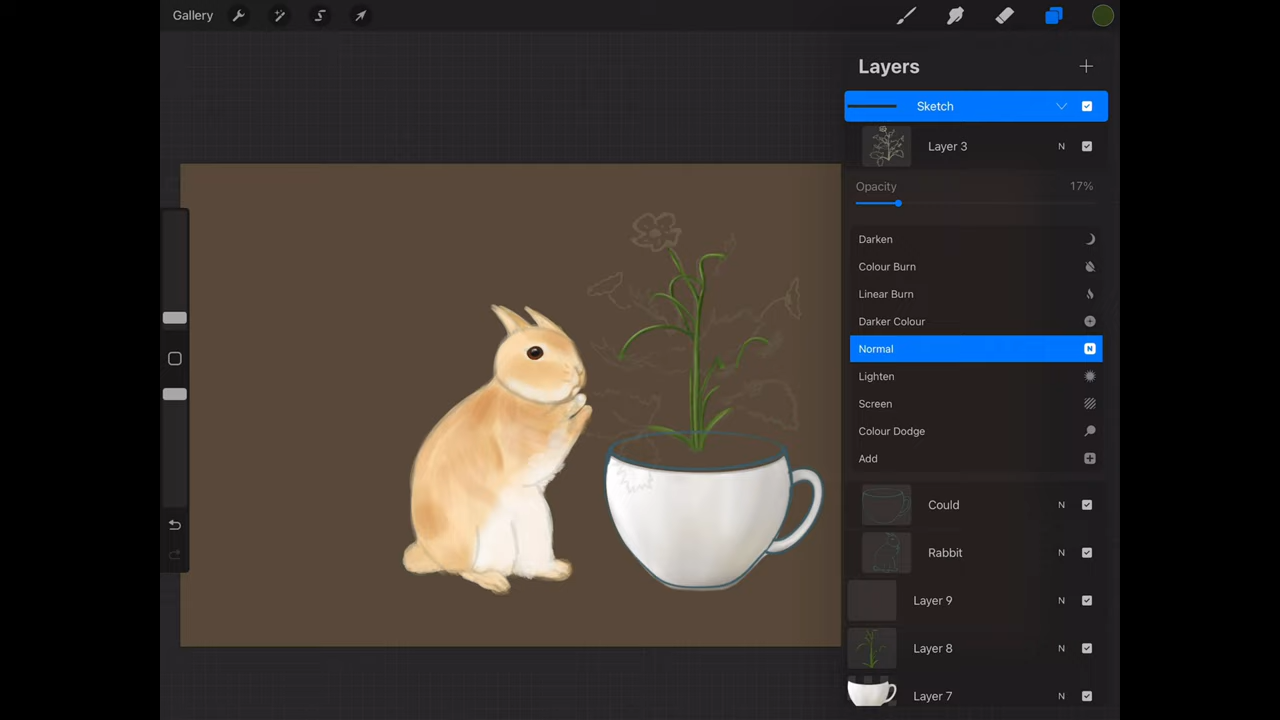 Gallery
Layers
Sketch
Layer 3 N
Opacity 17%
Darken
Colour Burn
Linear Burn
Darker Colour
Normal N
Lighten
Screen
Colour Dodge
Add
Could N
Rabbit N
Layer 9 N
Layer 8 N
Layer 7 N